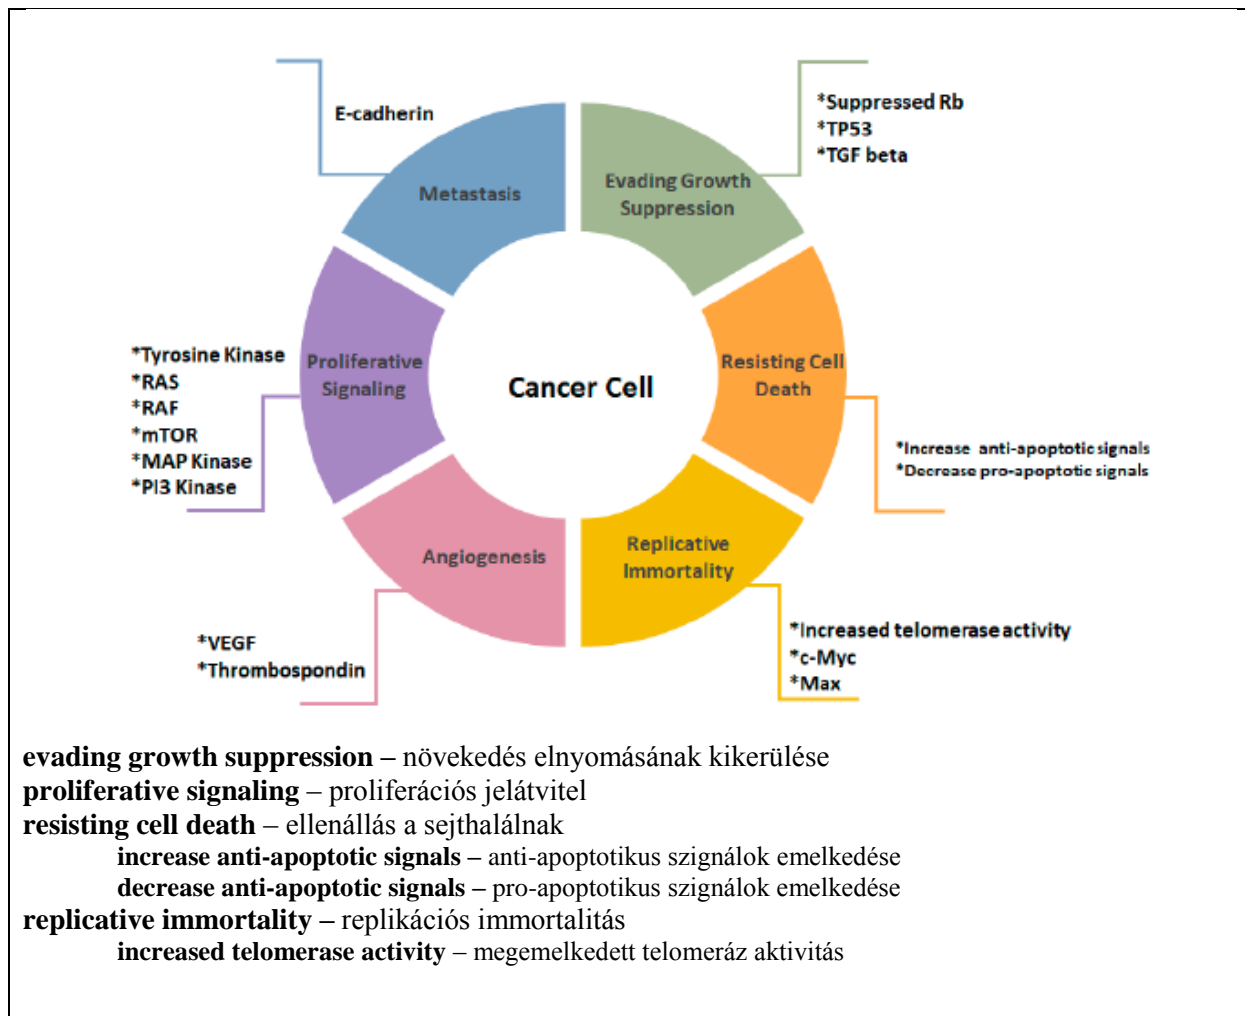 E-cadherin
Metastasis
*Suppressed Rb
*TP53
*TGF beta
Evading Growth
Suppression
*Tyrosine Kinase
*RAS
*RAF
*mTOR
*MAP Kinase
*PI3 Kinase
Proliferative
Signaling
Cancer Cell
Resisting Cell
Death
*Increase anti-apoptotic signals
*Decrease pro-apoptotic signals
Angiogenesis
*VEGF
*Thrombospondin
Replicative
Immortality
*Increased telomerase activity
*c-Myc
*Max
evading growth suppression – növekedés elnyomásának kikerülése
proliferative signaling – proliferációs jelátvitel
resisting cell death – ellenállás a sejthalálnak
increase anti-apoptotic signals – anti-apoptotikus szignálok emelkedése
decrease anti-apoptotic signals – pro-apoptotikus szignálok emelkedése
replicative immortality – replikációs immortalitás
increased telomerase activity – megemelkedett telomeráz aktivitás